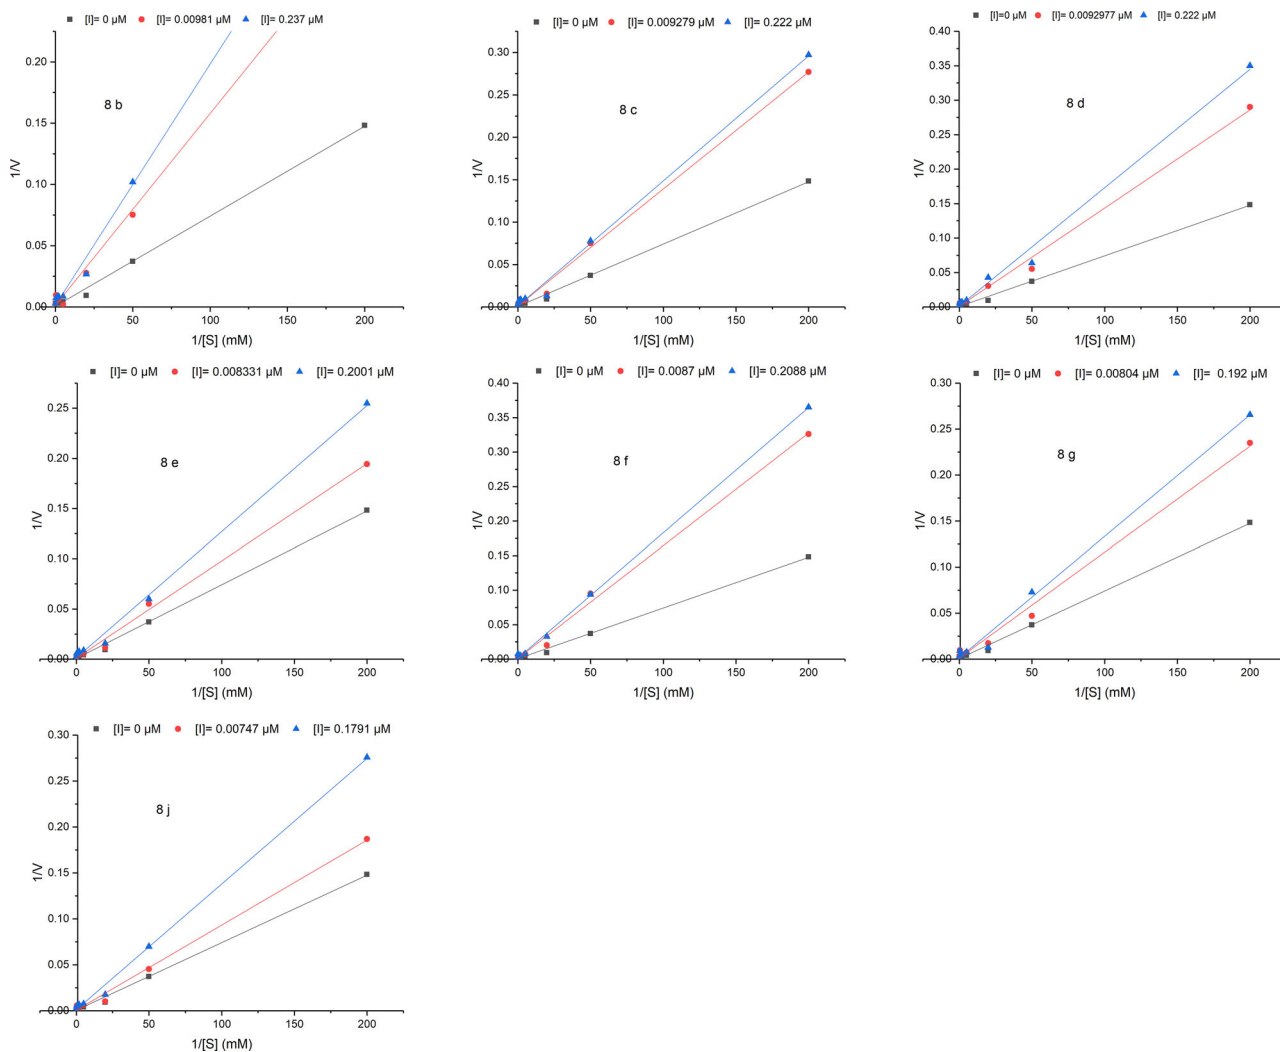 [I]= 0 µM [I]= 0.00981 µM [I]= 0.237 µM
8 b
1/V
0.20
0.15
0.10
0.05
0.00
0 50 100 150 200
1/[S] (mM)
[I]=0 µM [I]= 0.009279 µM [I]= 0.222 µM
8 c
1/V
0.30
0.25
0.20
0.15
0.10
0.05
0.00
0 50 100 150 200
1/[S] (mM)
[I]=0 µM [I]= 0.0092977 µM [I]= 0.222 µM
8 d
1/V
0.40
0.35
0.30
0.25
0.20
0.15
0.10
0.05
0.00
0 50 100 150 200
1/[S] (mM)
[I]= 0 µM [I]= 0.008331 µM [I]= 0.2001 µM
8 e
1/V
0.25
0.20
0.15
0.10
0.05
0.00
0 50 100 150 200
1/[S] (mM)
[I]= 0 µM [I]= 0.0087 µM [I]= 0.2088 µM
8 f
1/V
0.40
0.35
0.30
0.25
0.20
0.15
0.10
0.05
0.00
0 50 100 150 200
1/[S] (mM)
[I]= 0 µM [I]= 0.00804 µM [I]= 0.192 µM
8 g
1/V
0.30
0.25
0.20
0.15
0.10
0.05
0.00
0 50 100 150 200
1/[S] (mM)
[I]= 0 µM [I]= 0.00747 µM [I]= 0.1791 µM
8 j
1/V
0.30
0.25
0.20
0.15
0.10
0.05
0.00
0 50 100 150 200
1/[S] (mM)